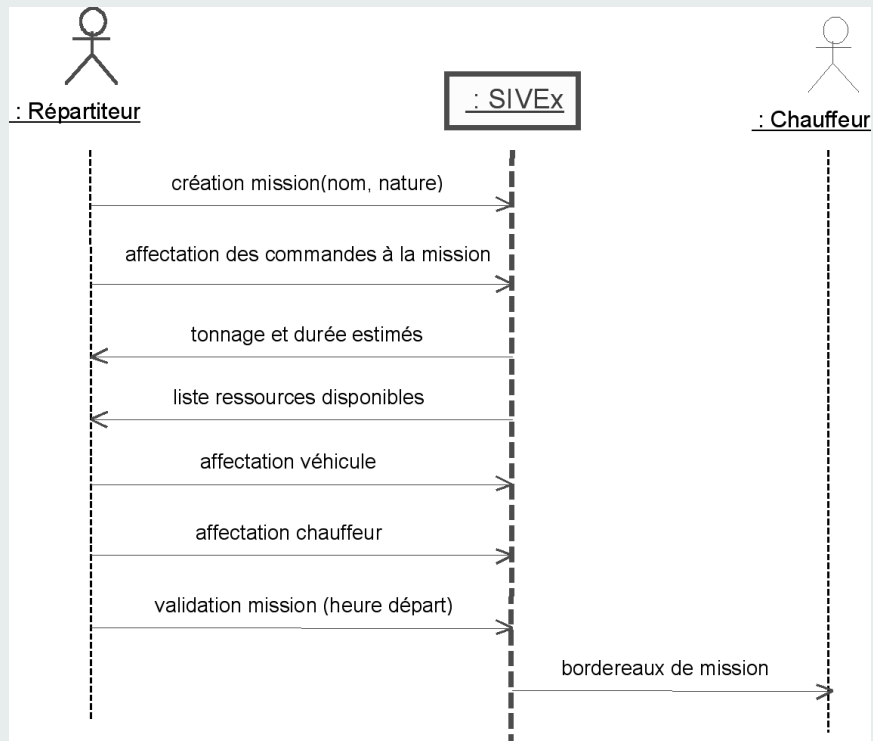 : Répartiteur
: SIVEx
: Chauffeur
création mission(nom, nature)
affectation des commandes à la mission
tonnage et durée estimés
liste ressources disponibles
affectation véhicule
affectation chauffeur
validation mission (heure départ)
bordereaux de mission